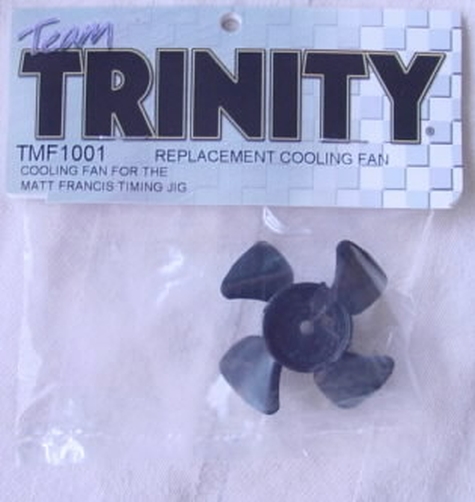 Team
TRINITY®
TMF1001 REPLACEMENT COOLING FAN
COOLING FAN FOR THE
MATT FRANCIS TIMING JIG